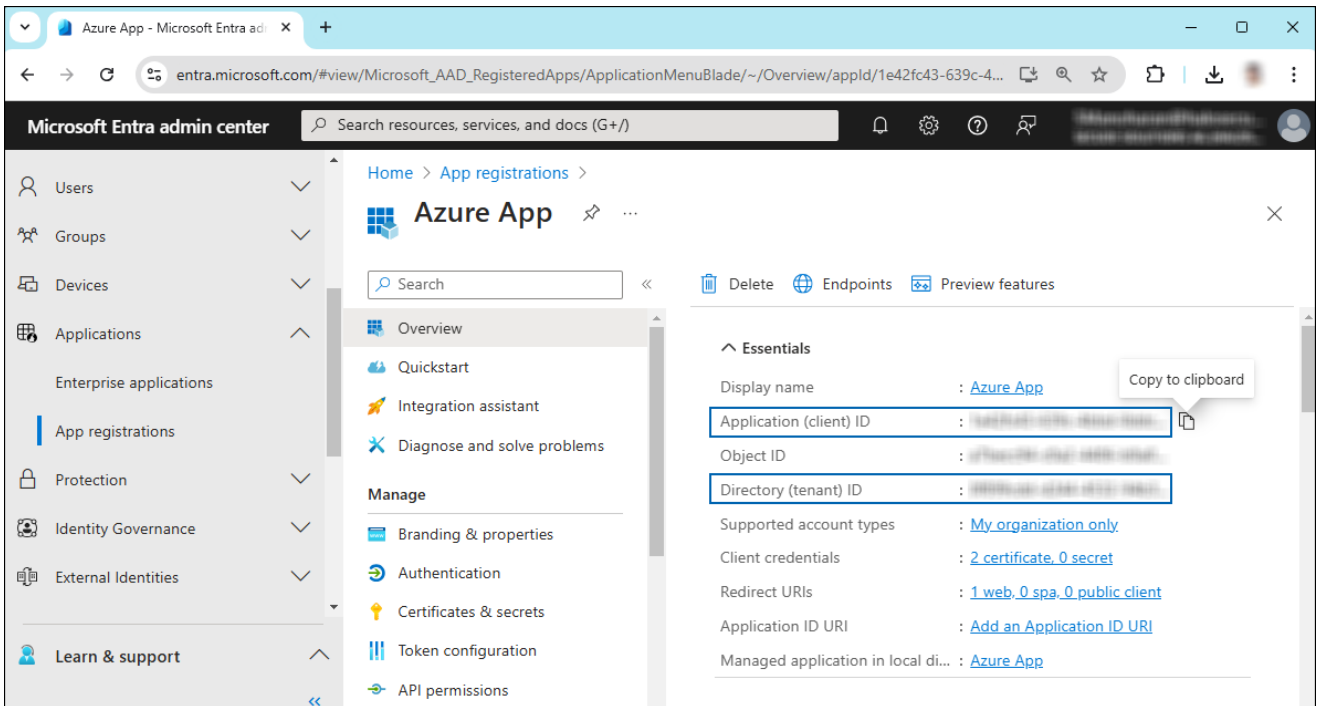 Azure App - Microsoft Entra ad
entra.microsoft.com/#view/Microsoft_AAD_RegisteredApps/ApplicationMenuBlade/~/Overview/appId/1e42fc43-639c-4...
Microsoft Entra admin center
Search resources, services, and docs (G+/)
Users
Groups
Devices
Applications
Enterprise applications
App registrations
Protection
Identity Governance
External Identities
Learn & support
Home > App registrations >
Azure App
Search
Overview
Quickstart
Integration assistant
Diagnose and solve problems
Manage
Branding & properties
Authentication
Certificates & secrets
Token configuration
API permissions
Delete
Endpoints
Preview features
Essentials
Copy to clipboard
Display name : Azure App
Application (client) ID :
Object ID :
Directory (tenant) ID :
Supported account types : My organization only
Client credentials : 2 certificate, 0 secret
Redirect URIs : 1 web, 0 spa, 0 public client
Application ID URI : Add an Application ID URI
Managed application in local di... : Azure App